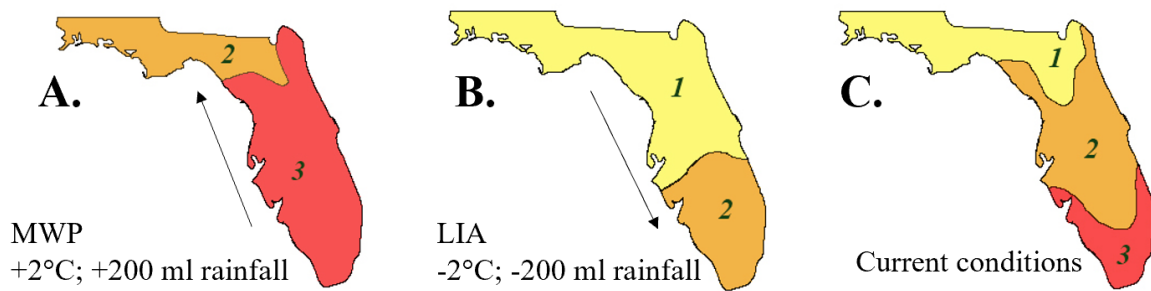 2
1
1
A.
B.
C.
3
2
2
MWP
+2°C; +200 ml rainfall
LIA
-2°C; -200 ml rainfall
Current conditions
3